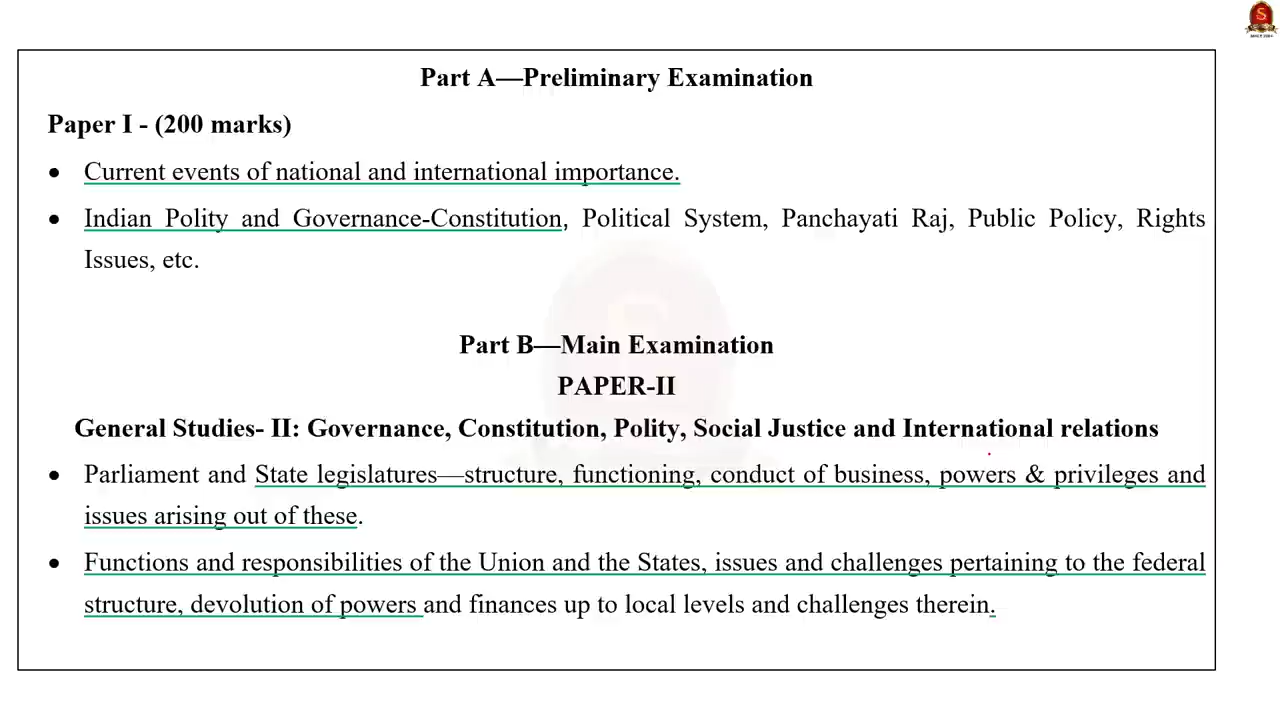 Part A—Preliminary Examination
Paper I - (200 marks)
• Current events of national and international importance.
• Indian Polity and Governance-Constitution, Political System, Panchayati Raj, Public Policy, Rights
Issues, etc.
Part B—Main Examination
PAPER-II
General Studies- II: Governance, Constitution, Polity, Social Justice and International relations
• Parliament and State legislatures—structure, functioning, conduct of business, powers & privileges and
issues arising out of these.
• Functions and responsibilities of the Union and the States, issues and challenges pertaining to the federal
structure, devolution of powers and finances up to local levels and challenges therein.